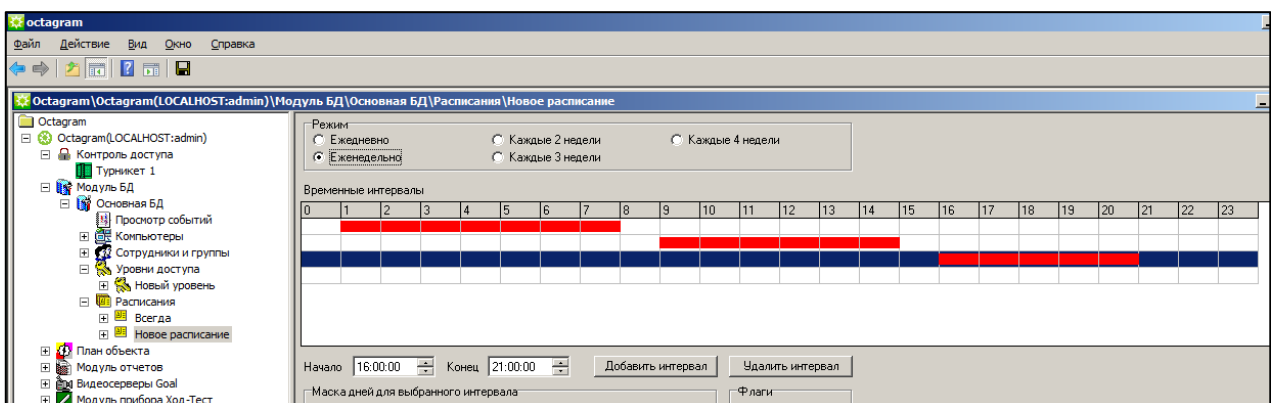 octagram
Файл Действие Вид Окно Справка
Octagram\Octagram(LOCALHOST:admin)\Модуль БД\Основная БД\Расписания\Новое расписание
Octagram
Octagram(LOCALHOST:admin)
Контроль доступа
Турникет 1
Модуль БД
Основная БД
Просмотр событий
Компьютеры
Сотрудники и группы
Уровни доступа
Новый уровень
Расписания
Всегда
Новое расписание
План объекта
Модуль отчетов
Видеосерверы Goal
Модуль прибора Ход-Тест
Режим
Ежедневно Каждые 2 недели Каждые 4 недели
Еженедельно Каждые 3 недели
Временные интервалы
0 1 2 3 4 5 6 7 8 9 10 11 12 13 14 15 16 17 18 19 20 21 22 23
Начало 16:00:00 Конец 21:00:00 Добавить интервал Удалить интервал
Маска дней для выбранного интервала Флаги